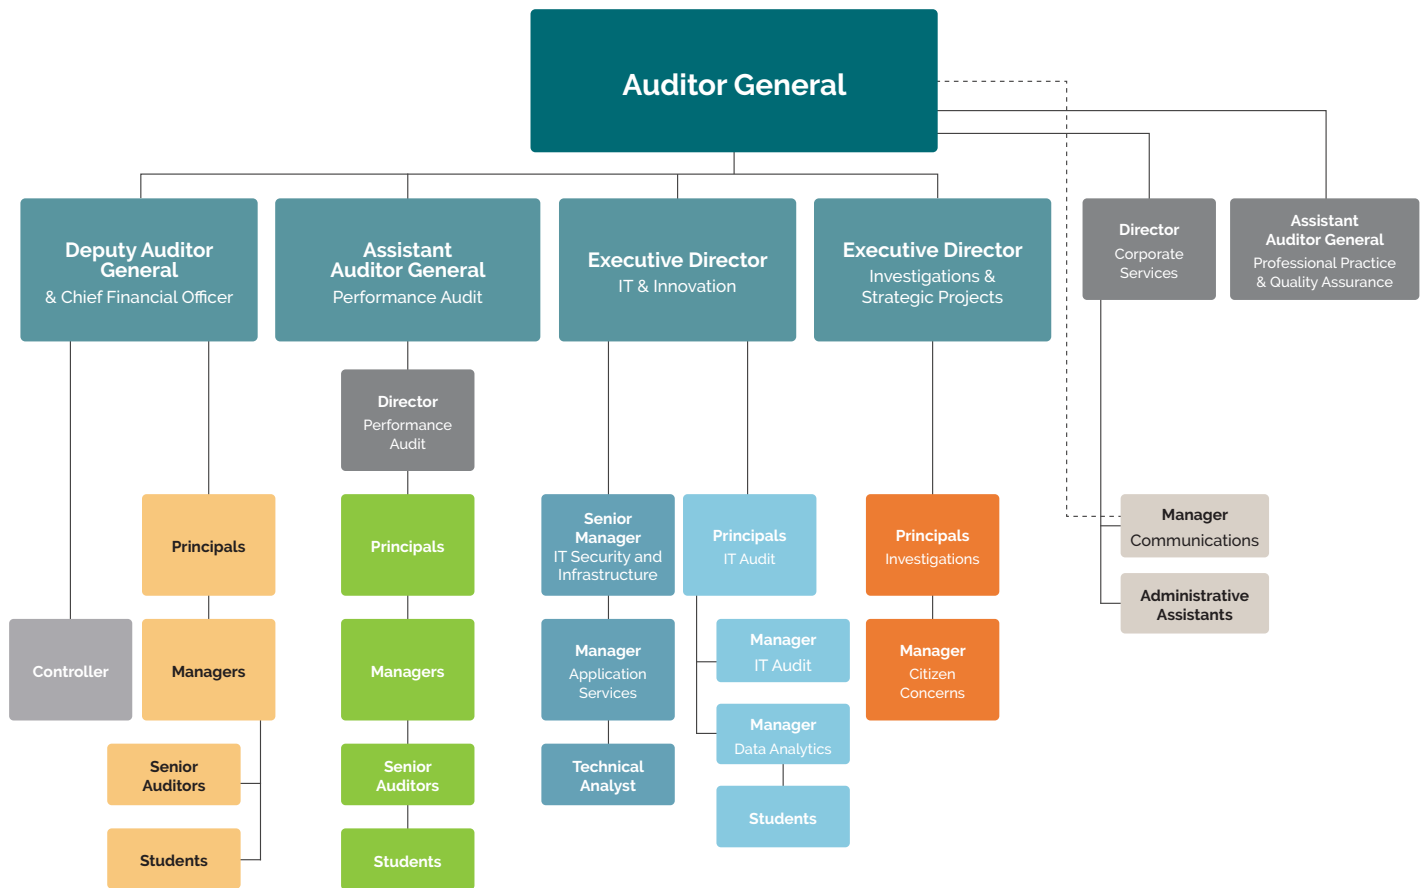 Auditor General
Deputy Auditor
General
& Chief Financial Officer
Assistant
Auditor General
Performance Audit
Executive Director
IT & Innovation
Executive Director
Investigations &
Strategic Projects
Director
Corporate
Services
Assistant
Auditor General
Professional Practice
& Quality Assurance
Director
Performance
Audit
Principals
Principals
Senior
Manager
IT Security and
Infrastructure
Principals
IT Audit
Principals
Investigations
Manager
Communications
Administrative
Assistants
Controller
Managers
Managers
Manager
Application
Services
Manager
IT Audit
Manager
Citizen
Concerns
Manager
Data Analytics
Senior
Auditors
Senior
Auditors
Technical
Analyst
Students
Students
Students